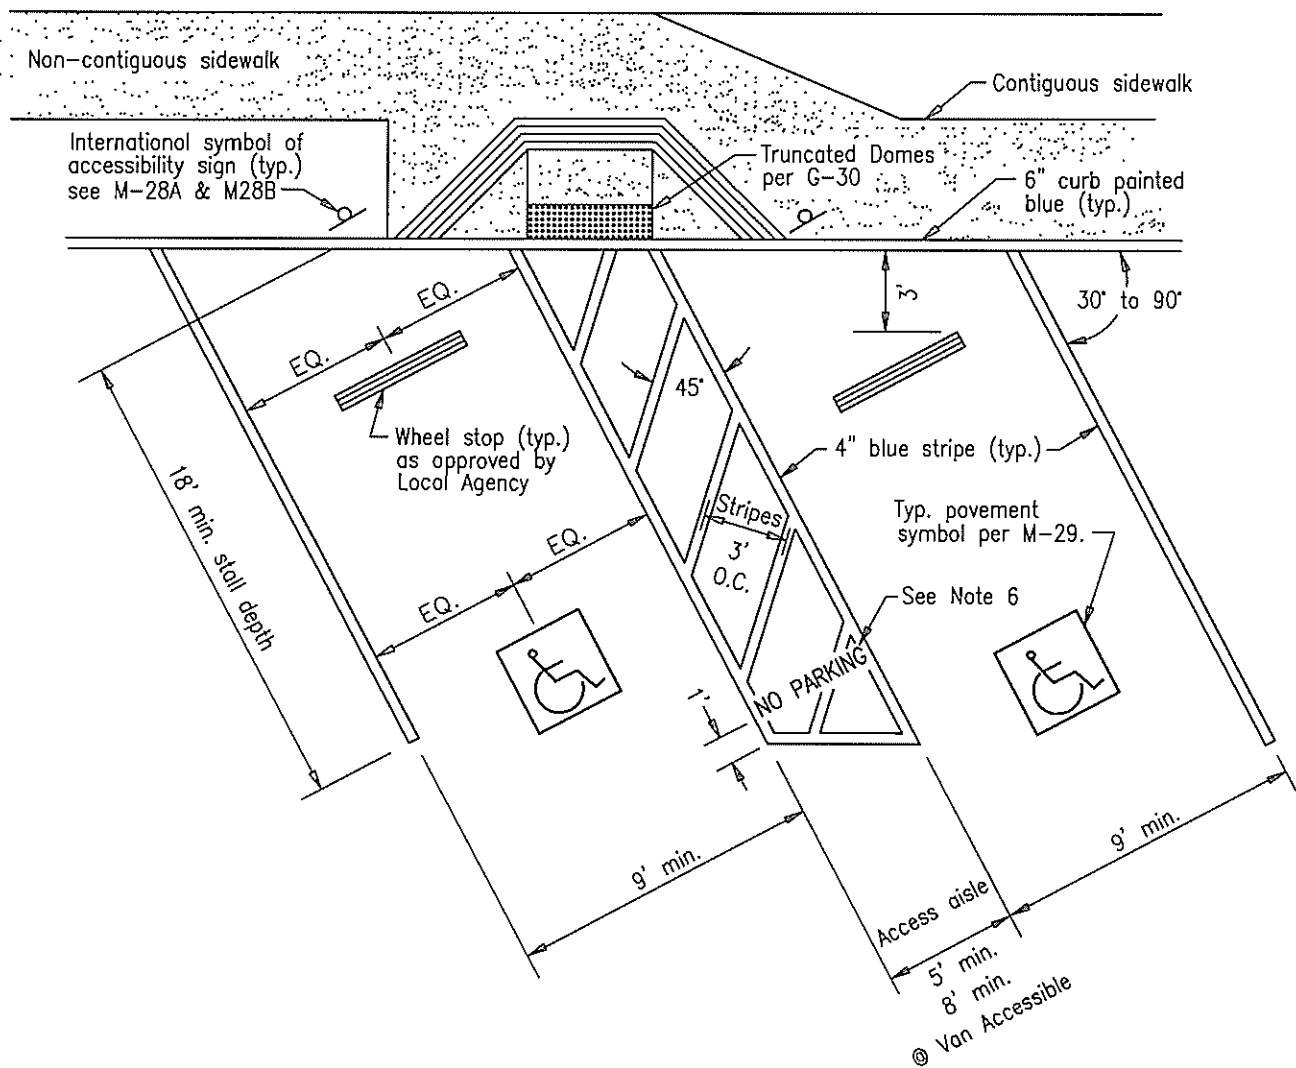 Non-contiguous sidewalk
Contiguous sidewalk
International symbol of
accessibility sign (typ.)
see M-28A & M28B
Truncated Domes
per G-30
6" curb painted
blue (typ.)
30° to 90°
3'
EQ.
EQ.
45°
Wheel stop (typ.)
as approved by
Local Agency
4" blue stripe (typ.)
18' min. stall depth
Stripes
3'
O.C.
Typ. pavement
symbol per M-29.
EQ.
EQ.
See Note 6
NO PARKING
1'
9' min.
9' min.
Access aisle
5' min.
8' min.
@ Van Accessible